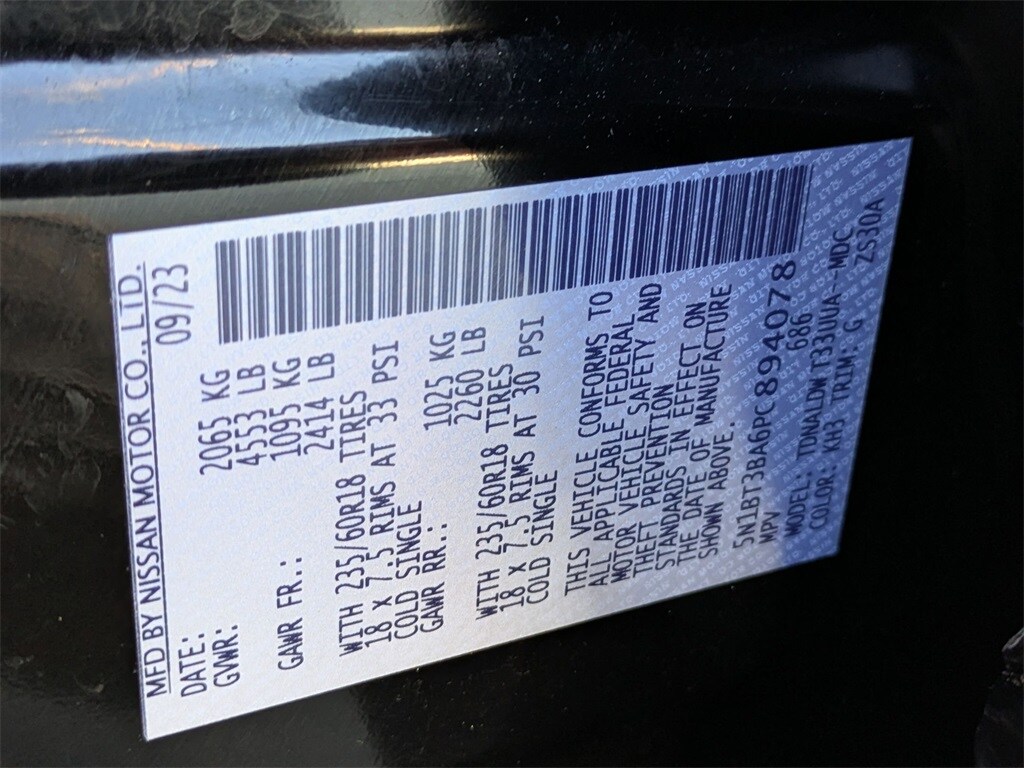 MFD BY NISSAN MOTOR CO., LTD.
DATE: 09/23
GVWR: 2065 KG
4553 LB
GAWR FR.: 1095 KG
2414 LB
WITH 235/60R18 TIRES
18 x 7.5 RIMS AT 33 PSI
COLD SINGLE
GAWR RR.: 1025 KG
2260 LB
WITH 235/60R18 TIRES
18 x 7.5 RIMS AT 30 PSI
COLD SINGLE
THIS VEHICLE CONFORMS TO
ALL APPLICABLE FEDERAL
MOTOR VEHICLE SAFETY AND
THEFT PREVENTION
STANDARDS IN EFFECT ON
THE DATE OF MANUFACTURE
SHOWN ABOVE.
5N1BT3BA6PC894078
MPV 686
MODEL: TDNALDWT33UUA--MDC
COLOR: KH3 TRIM: G ZS30A